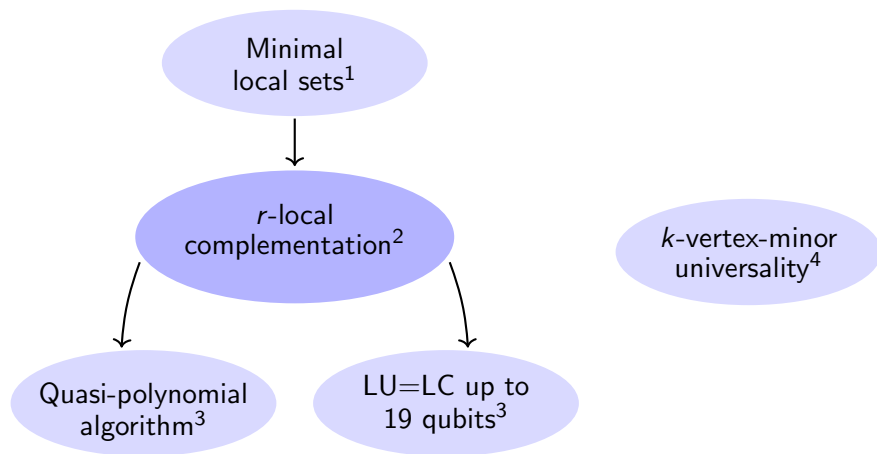 Minimal
local sets¹
r-local
complementation²
k-vertex-minor
universality⁴
Quasi-polynomial
algorithm³
LU=LC up to
19 qubits³